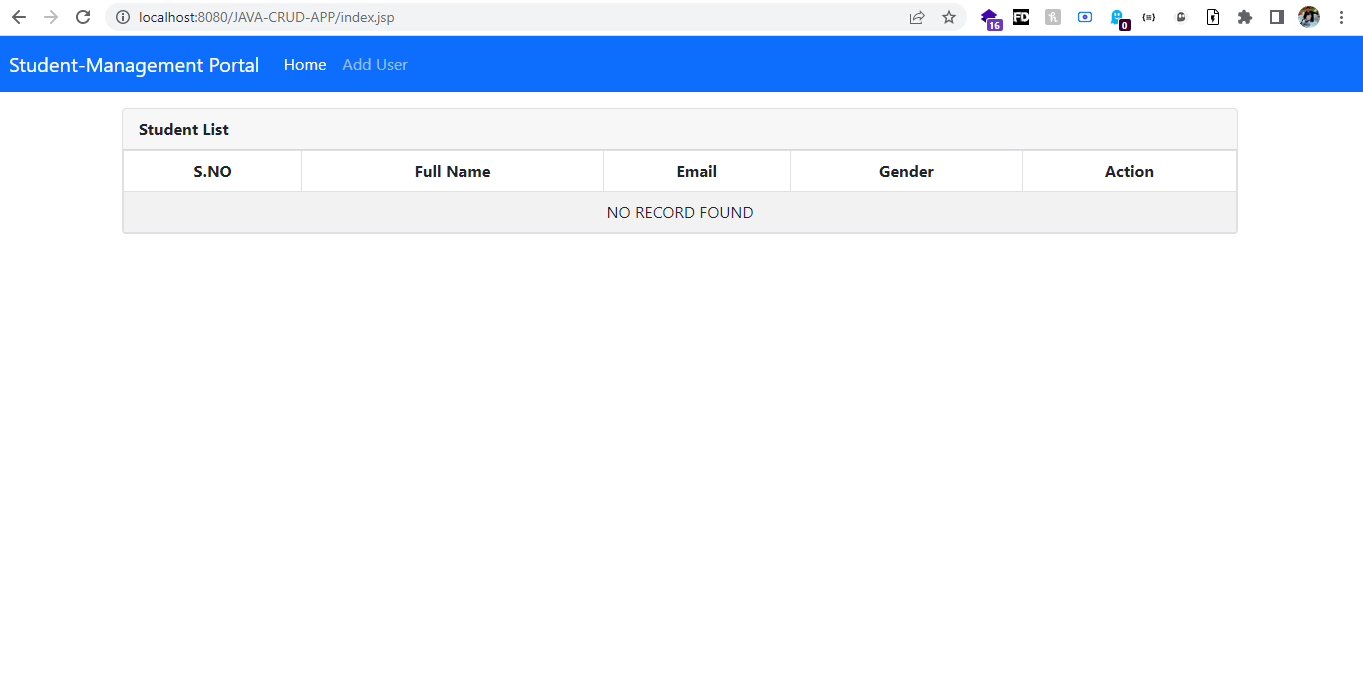 localhost:8080/JAVA-CRUD-APP/index.jsp
16 FD 0 {≡}
Student-Management Portal Home Add User
Student List
S.NO Full Name Email Gender Action
NO RECORD FOUND